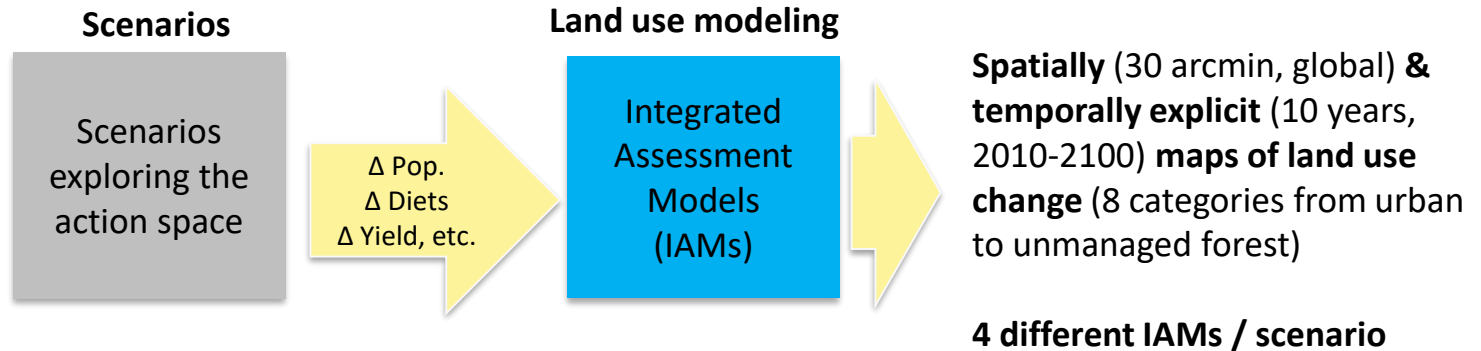 Scenarios
Scenarios
exploring the
action space
Δ Pop.
Δ Diets
Δ Yield, etc.
Land use modeling
Integrated
Assessment
Models
(IAMs)
Spatially (30 arcmin, global) &
temporally explicit (10 years,
2010-2100) maps of land use
change (8 categories from urban
to unmanaged forest)
4 different IAMs / scenario